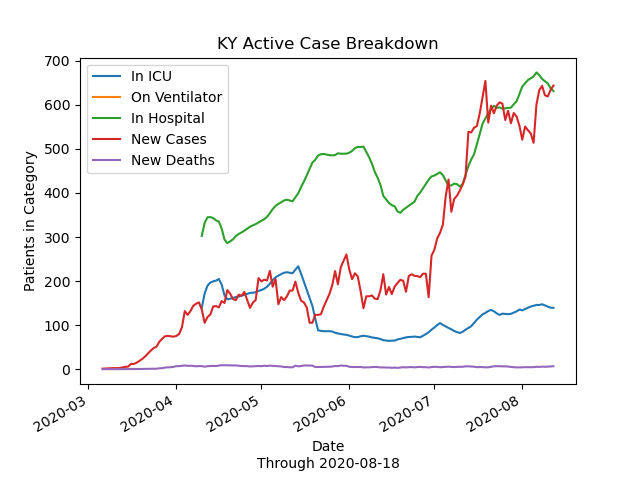 KY Active Case Breakdown
700
600
500
400
300
200
100
0
Patients in Category
In ICU
On Ventilator
In Hospital
New Cases
New Deaths
2020-03
2020-04
2020-05
2020-06
2020-07
2020-08
Date
Through 2020-08-18